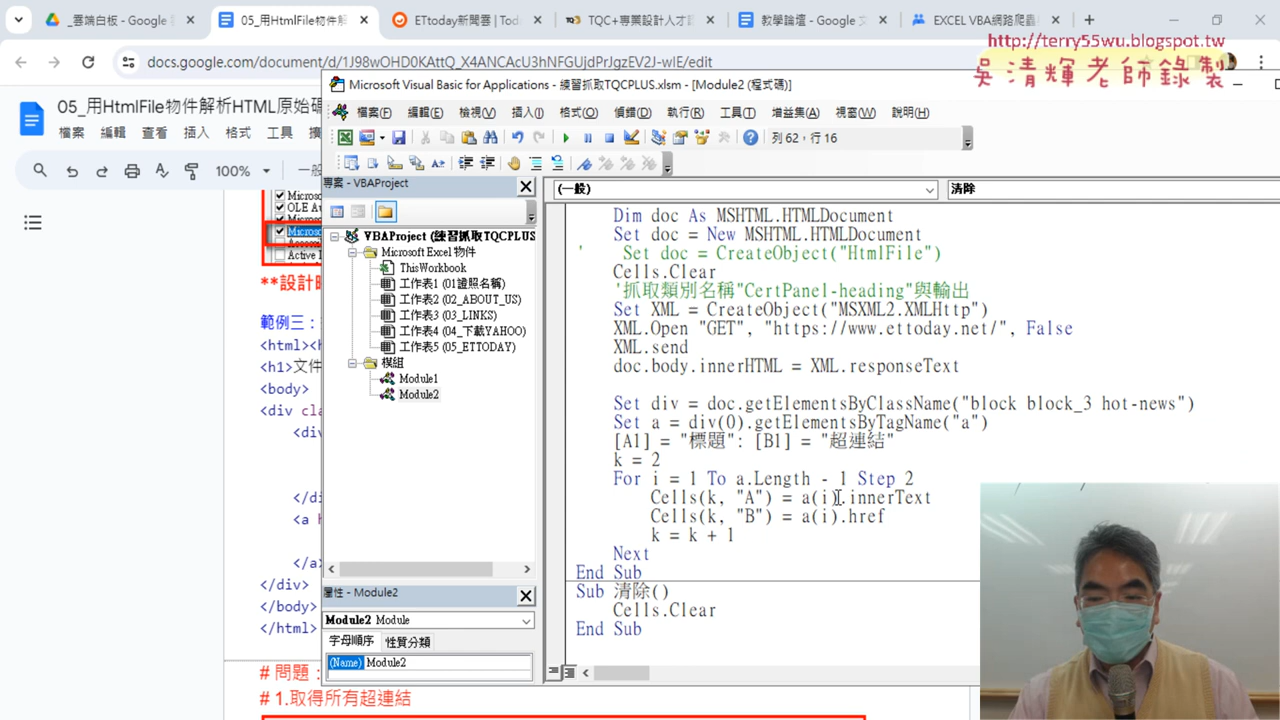 _雲端白板 - Google
05_用HtmlFile物件解析
ETtoday新聞雲 | Tod
TQC+專業設計人才認
教學論壇 - Google 文
EXCEL VBA網路爬蟲
http://terry55wu.blogspot.tw
吳清輝老師錄製
docs.google.com/document/d/1J98wOHD0KAttQ_X4ANCAcU3hNFGUjdPrJgzEV2J-wIE/edit
05_用HtmlFile物件解析HTML原始碼
檔案 編輯 查看 插入 格式 工具
100%
Microsoft Visual Basic for Applications - 練習抓取TQCPLUS.xlsm - [Module2 (程式碼)]
檔案(F) 編輯(E) 檢視(V) 插入(I) 格式(O) 偵錯(D) 執行(R) 工具(T) 增益集(A) 視窗(W) 說明(H)
列 62, 行 16
專案 - VBAProject
VBAProject (練習抓取TQCPLUS
Microsoft Excel 物件
ThisWorkbook
工作表1 (01證照名稱)
工作表2 (02_ABOUT_US)
工作表3 (03_LINKS)
工作表4 (04_下載YAHOO)
工作表5 (05_ETTODAY)
模組
Module1
Module2
屬性 - Module2
Module2 Module
字母順序 性質分類
(Name) Module2
(一般)
清除
Dim doc As MSHTML.HTMLDocument
Set doc = New MSHTML.HTMLDocument
' Set doc = CreateObject("HtmlFile")
Cells.Clear
'抓取類別名稱"CertPanel-heading"與輸出
Set XML = CreateObject("MSXML2.XMLHttp")
XML.Open "GET", "https://www.ettoday.net/", False
XML.send
doc.body.innerHTML = XML.responseText
Set div = doc.getElementsByClassName("block block_3 hot-news")
Set a = div(0).getElementsByTagName("a")
[A1] = "標題": [B1] = "超連結"
k = 2
For i = 1 To a.Length - 1 Step 2
Cells(k, "A") = a(i).innerText
Cells(k, "B") = a(i).href
k = k + 1
Next
End Sub
Sub 清除()
Cells.Clear
End Sub
Microso
OLE Au
Microso
Microso
Active I
**設計時
範例三：
<html><h
<h1>文件
<body>
<div cla
<div
</di
<a h
</a>
</div>
</body>
</html>
# 問題：
# 1.取得所有超連結